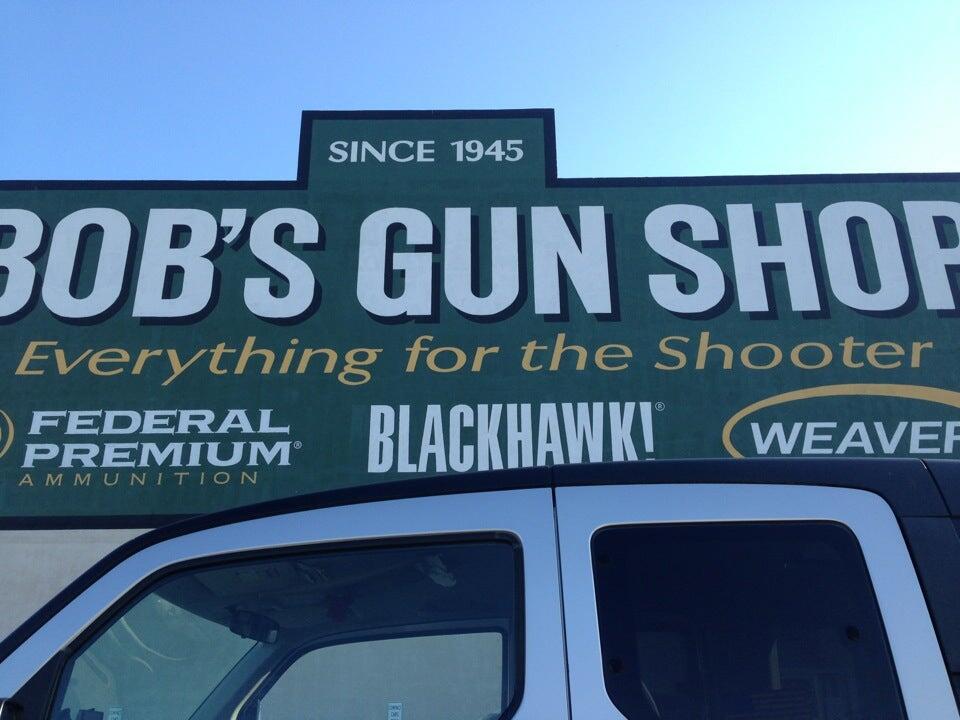 SINCE 1945
BOB'S GUN SHOP
Everything for the Shooter
FEDERAL
PREMIUM®
AMMUNITION
BLACKHAWK!®
WEAVER